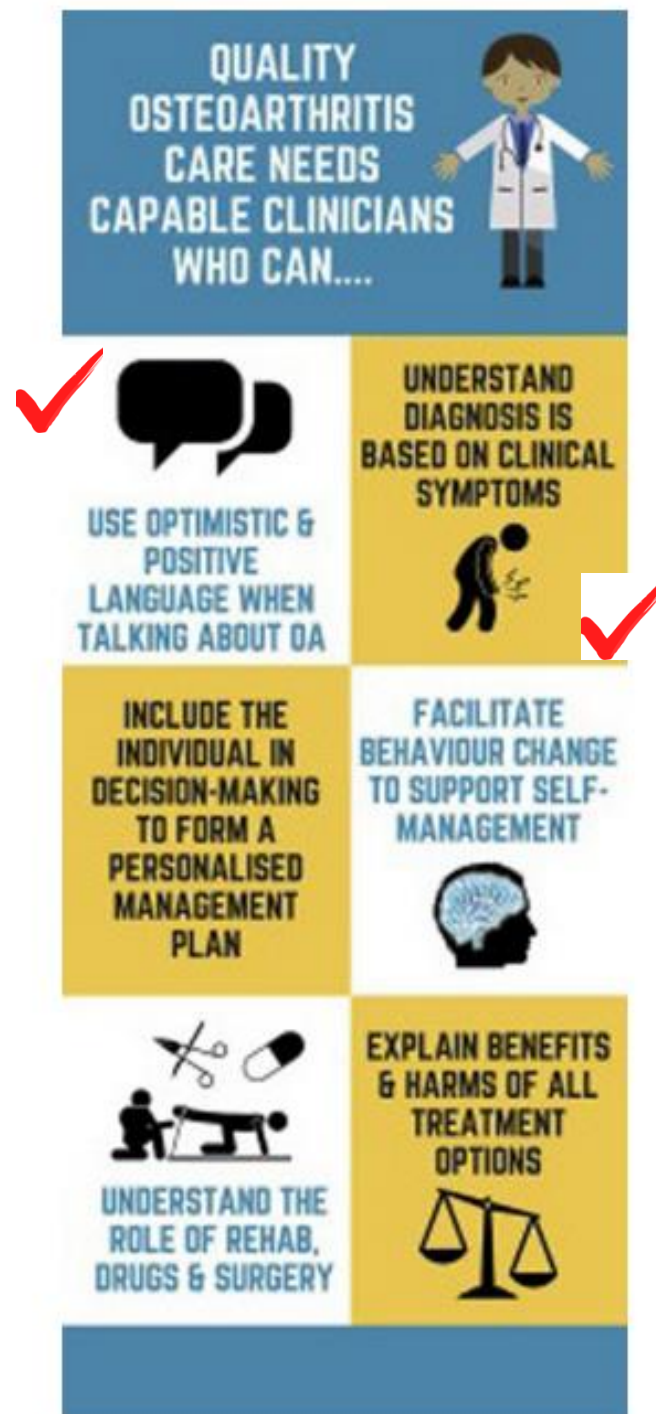 QUALITY
OSTEOARTHRITIS
CARE NEEDS
CAPABLE CLINICIANS
WHO CAN....
USE OPTIMISTIC &
POSITIVE
LANGUAGE WHEN
TALKING ABOUT OA
UNDERSTAND
DIAGNOSIS IS
BASED ON CLINICAL
SYMPTOMS
INCLUDE THE
INDIVIDUAL IN
DECISION-MAKING
TO FORM A
PERSONALISED
MANAGEMENT
PLAN
FACILITATE
BEHAVIOUR CHANGE
TO SUPPORT SELF-
MANAGEMENT
UNDERSTAND THE
ROLE OF REHAB,
DRUGS & SURGERY
EXPLAIN BENEFITS
& HARMS OF ALL
TREATMENT
OPTIONS